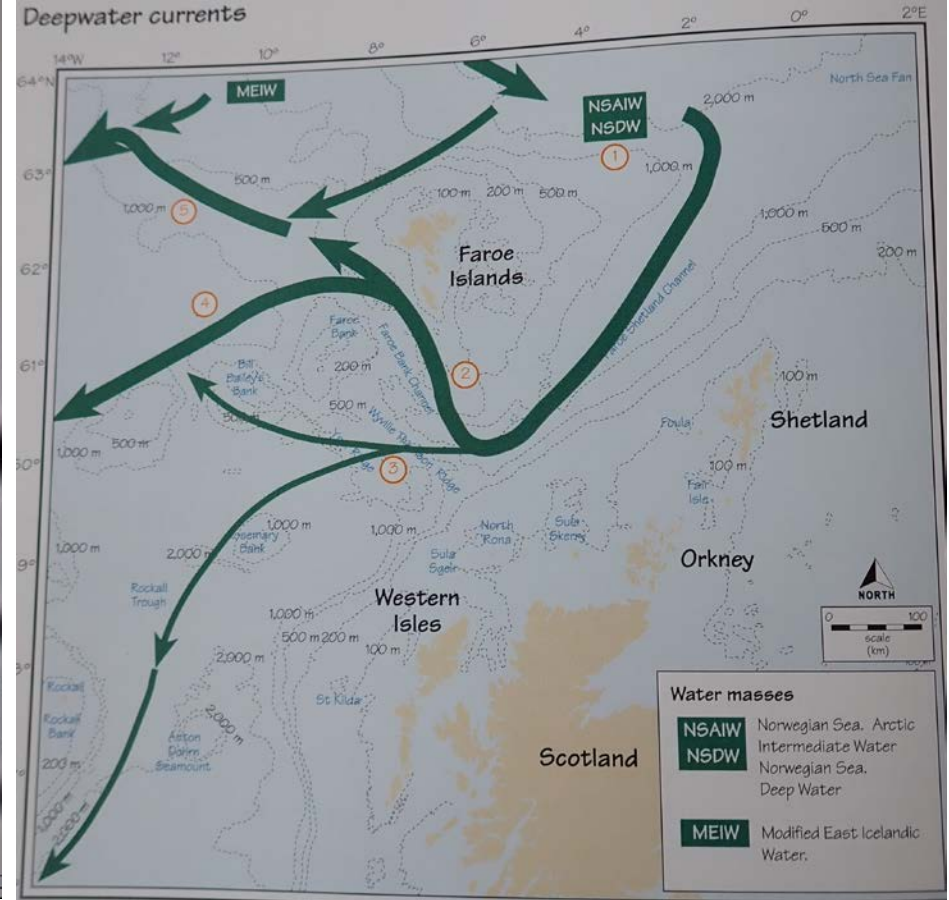 Deepwater currents
14°W
12°
10°
8°
6°
4°
2°
0°
2°E
64°N
MEIW
NSAIW
NSDW
2,000 m
North Sea Fan
1
1,000 m
63°
500 m
100 m
200 m
500 m
1,000 m
5
1,000 m
500 m
200 m
62°
Faroe
Islands
4
Faroe
Bank
Faroe Bank Channel
Faroe Shetland Channel
61°
200 m
2
Bill
Bailey's
Bank
500 m
500 m
100 m
Wyville Thomson Ridge
Foula
Shetland
500 m
1,000 m
3
100 m
Fair
Isle
1,000 m
1,000 m
North
Rona
Sula
Skerry
1,000 m
2,000 m
Bank
Sula
Sgeir
Orkney
Rockall
Trough
Western
Isles
NORTH
0
100
scale
(km)
1,000 m
500 m
200 m
100 m
2,000 m
Rockall
Rockall
Bank
St Kilda
2,000 m
Anton
Dohrn
Seamount
200 m
1,000 m
2,000 m
Scotland
Water masses
NSAIW
NSDW
Norwegian Sea. Arctic
Intermediate Water
Norwegian Sea.
Deep Water
MEIW
Modified East Icelandic
Water.